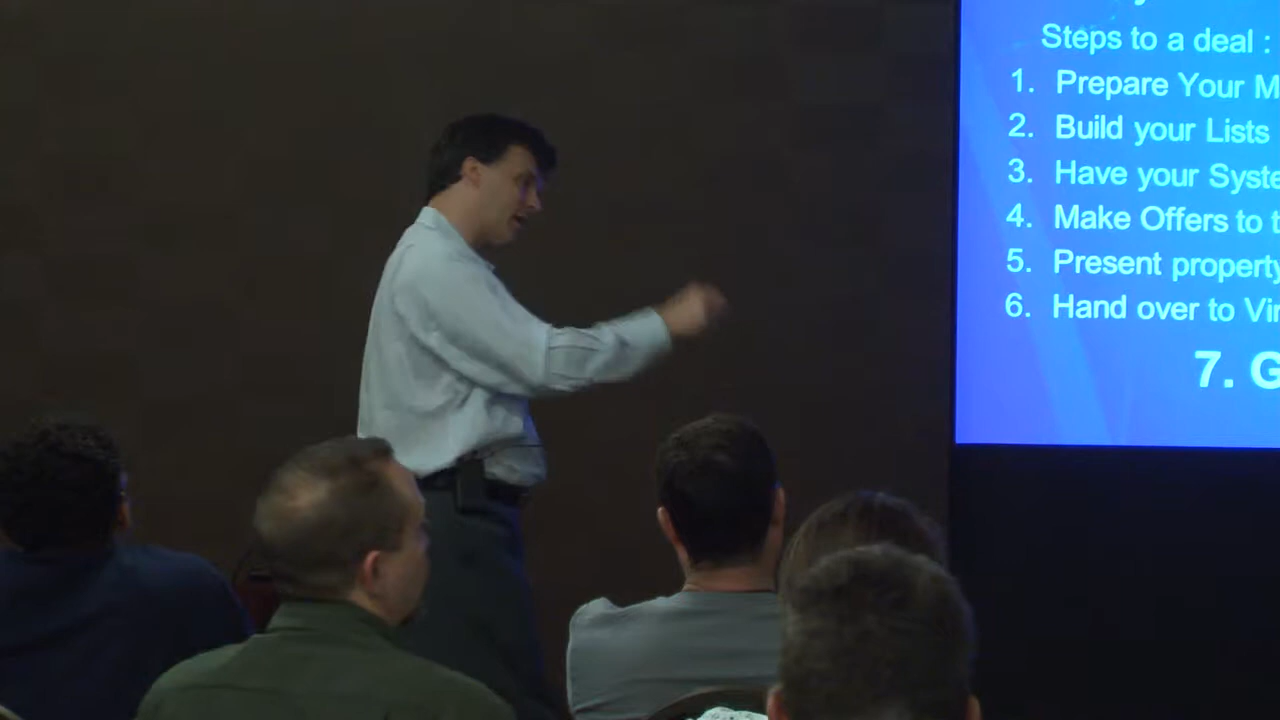 Steps to a deal :
1. Prepare Your M
2. Build your Lists
3. Have your Syste
4. Make Offers to t
5. Present property
6. Hand over to Vir
7. G